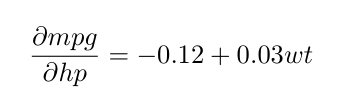 ∂mpg/∂hp = −0.12 + 0.03wt